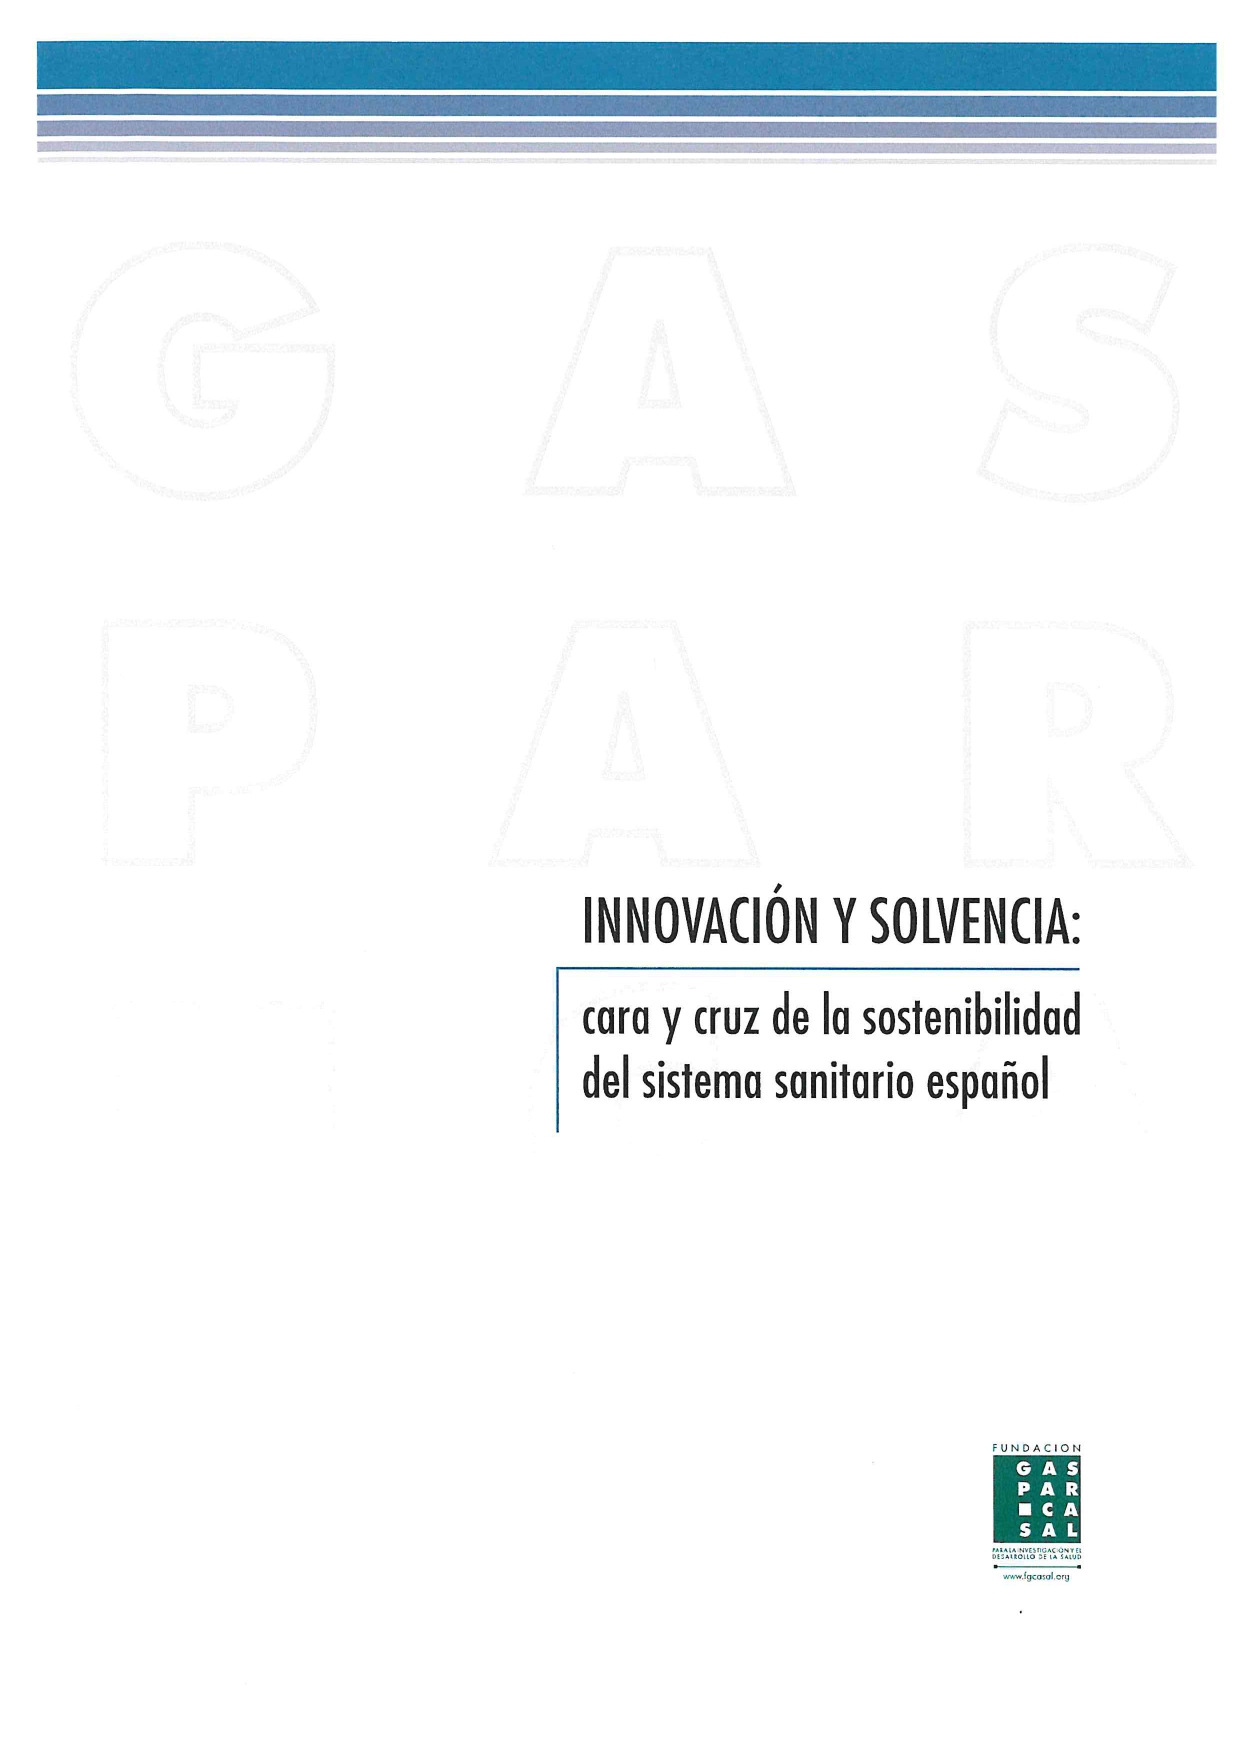 G A S
P A R
INNOVACIÓN Y SOLVENCIA:
cara y cruz de la sostenibilidad
del sistema sanitario español
FUNDACION
GAS
PAR
CA
SAL
PARA LA INVESTIGACION Y EL
DESARROLLO DE LA SALUD
www.fgcasal.org